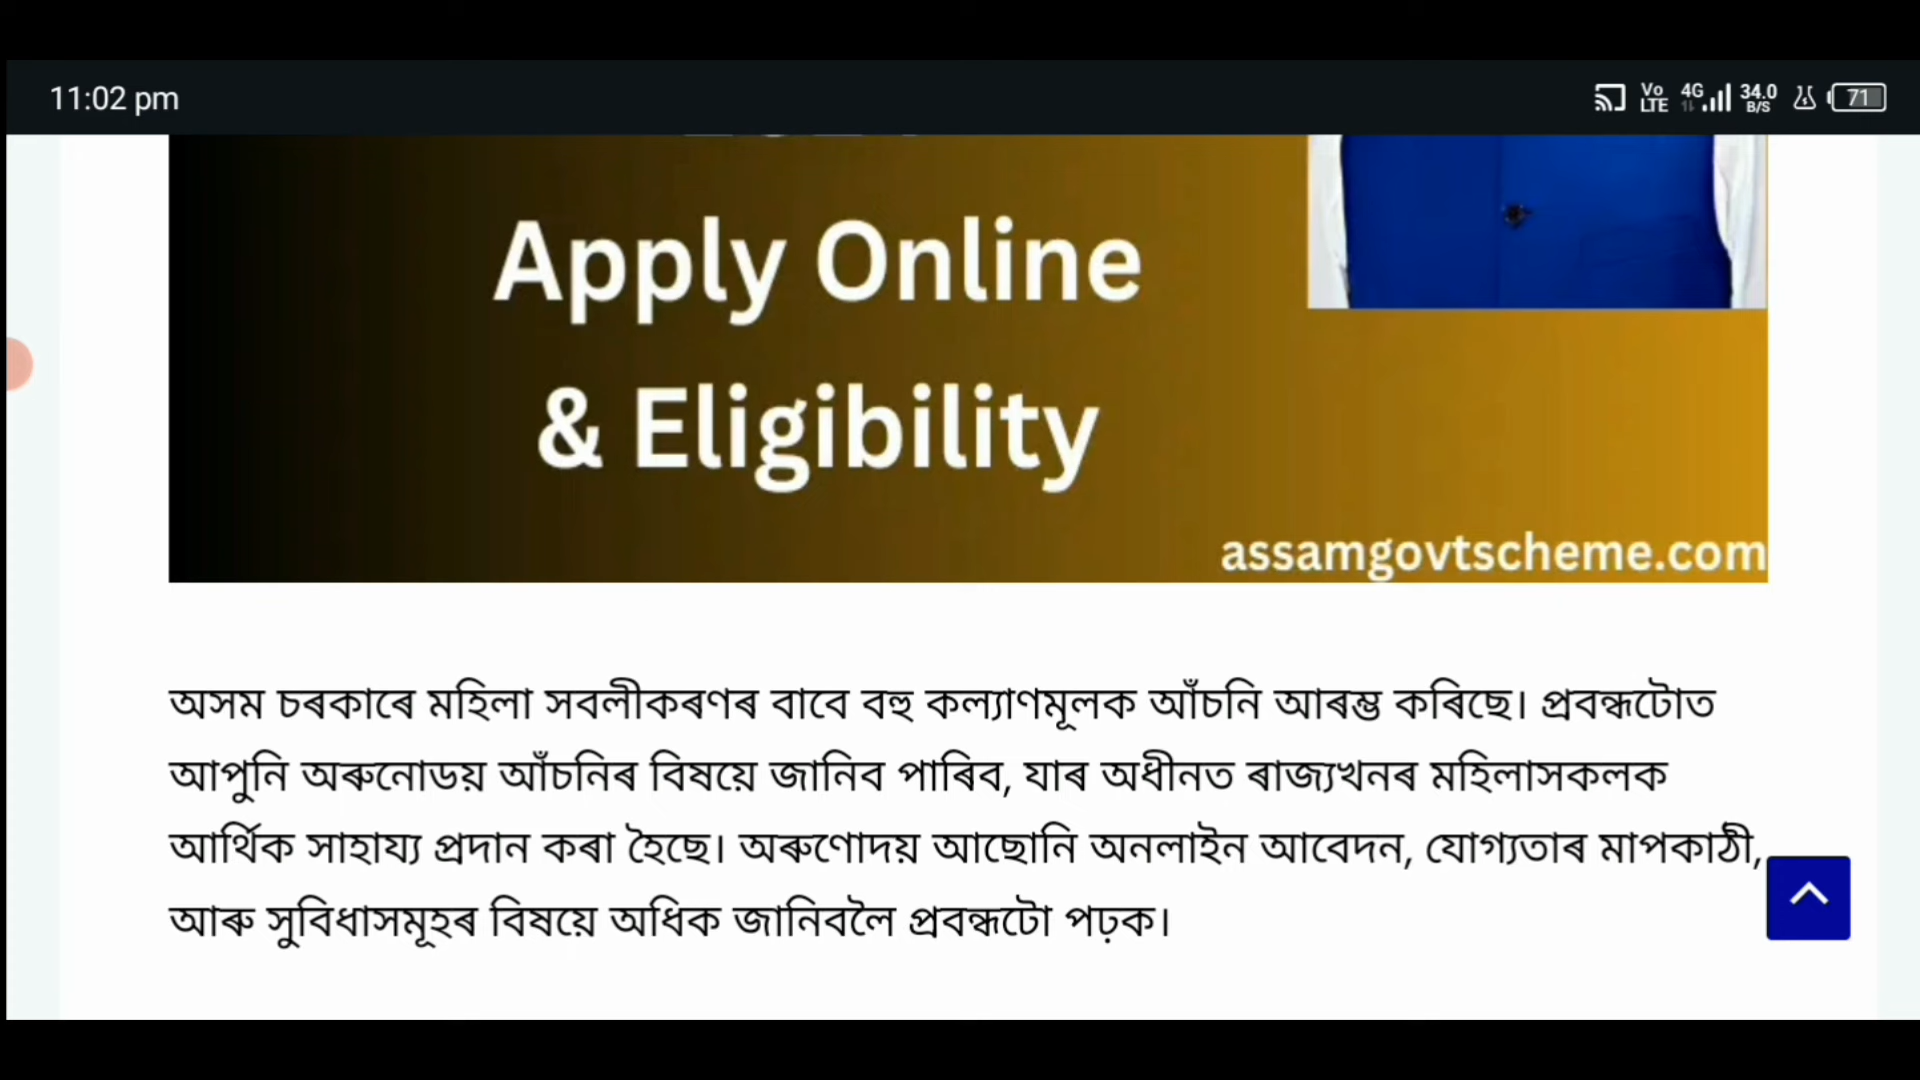 11:02 pm
Vo LTE 4G 34.0 B/S 71
Apply Online
& Eligibility
assamgovtscheme.com
অসম চৰকাৰে মহিলা সবলীকৰণৰ বাবে বহু কল্যাণমূলক আঁচনি আৰম্ভ কৰিছে। প্ৰবন্ধটোত
আপুনি অৰুনোডয় আঁচনিৰ বিষয়ে জানিব পাৰিব, যাৰ অধীনত ৰাজ্যখনৰ মহিলাসকলক
আৰ্থিক সাহায্য প্ৰদান কৰা হৈছে। অৰুণোদয় আছোনি অনলাইন আবেদন, যোগ্যতাৰ মাপকাঠী,
আৰু সুবিধাসমূহৰ বিষয়ে অধিক জানিবলৈ প্ৰবন্ধটো পঢ়ক।